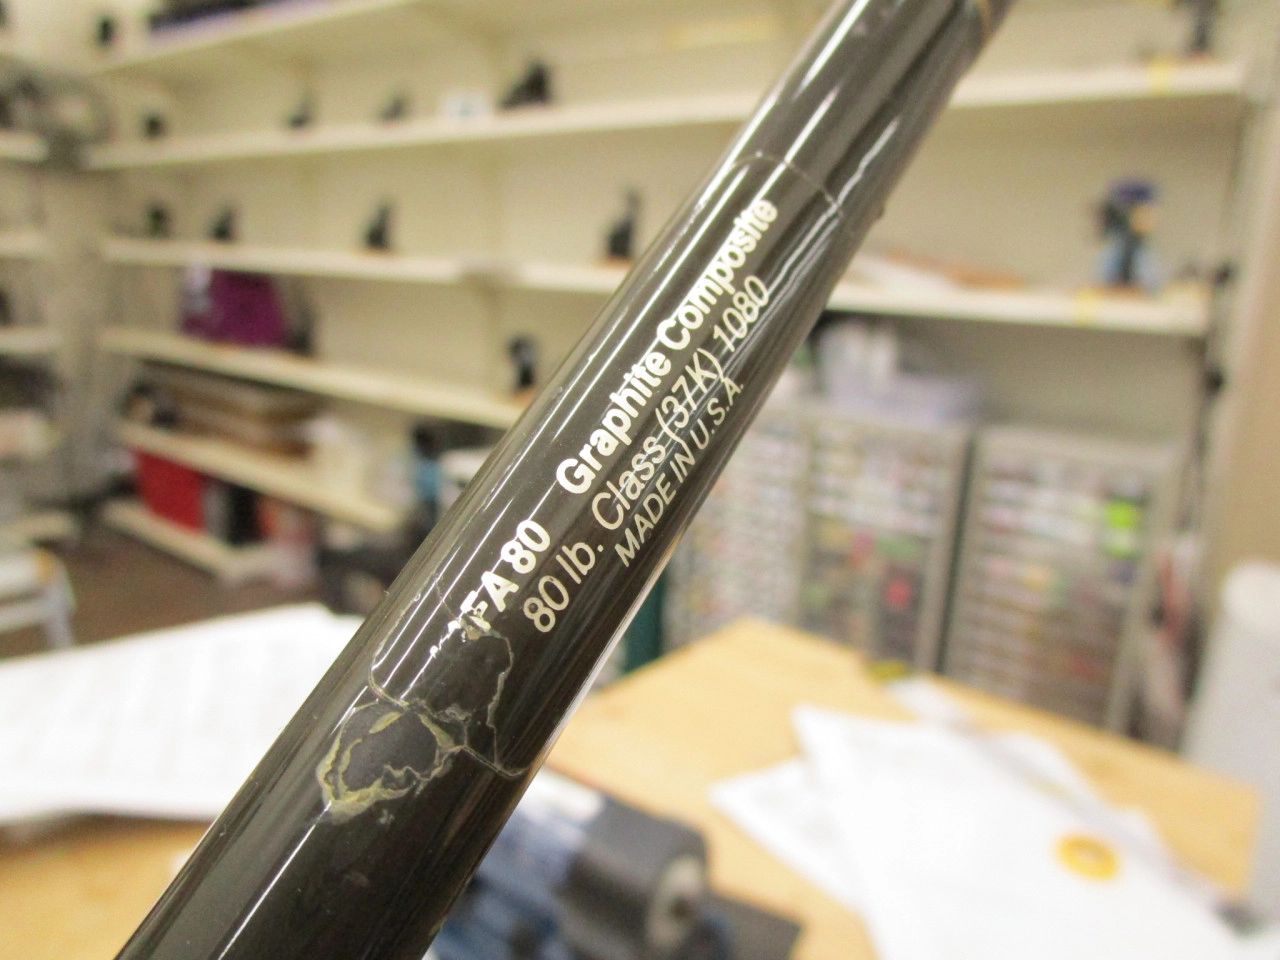 FA 80 Graphite Composite
80 lb. Class (37K) 1080
MADE IN U.S.A.